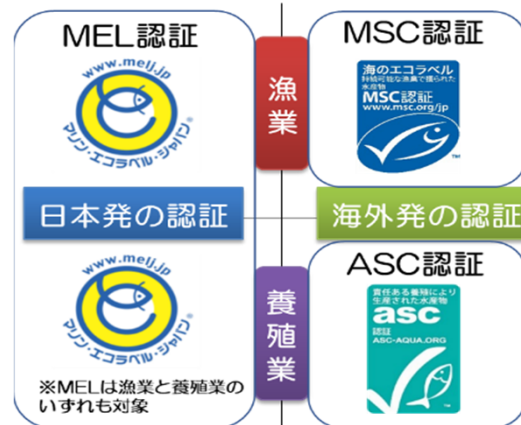 MEL認証
www.melj.jp
マリン・エコラベル・ジャパン®
漁業
MSC認証
海のエコラベル
持続可能な漁業で獲られた
水産物
MSC認証
www.msc.org/jp
TM
日本発の認証
海外発の認証
www.melj.jp
マリン・エコラベル・ジャパン®
※MELは漁業と養殖業の
いずれも対象
養殖業
ASC認証
責任ある養殖により
生産された水産物
asc
認証
ASC-AQUA.ORG
TM